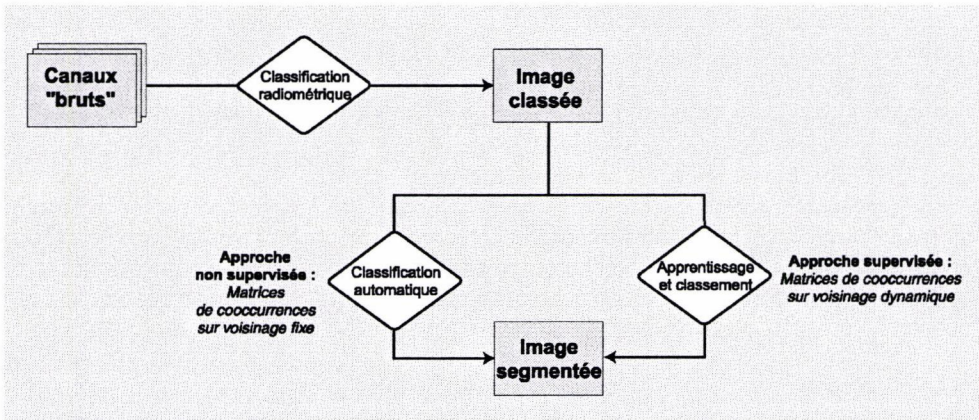 Canaux
"bruts"
Classification
radiométrique
Image
classée
Approche
non supervisée :
Matrices
de cooccurrences
sur voisinage fixe
Classification
automatique
Apprentissage
et classement
Approche supervisée :
Matrices de cooccurrences
sur voisinage dynamique
Image
segmentée